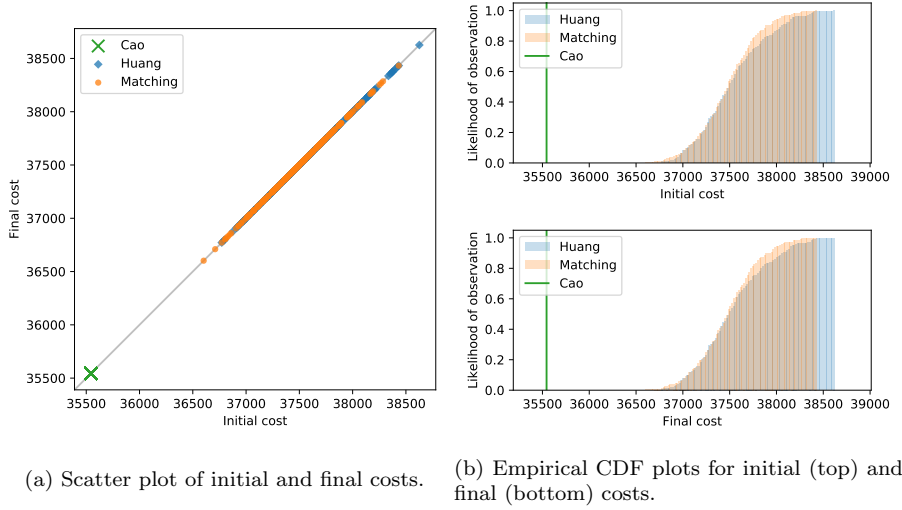 38500
38000
37500
37000
36500
36000
35500
Final cost
Cao
Huang
Matching
35500 36000 36500 37000 37500 38000 38500
Initial cost
(a) Scatter plot of initial and final costs.
1.0
0.8
0.6
0.4
0.2
0.0
Likelihood of observation
Huang
Matching
Cao
35500 36000 36500 37000 37500 38000 38500 39000
Initial cost
1.0
0.8
0.6
0.4
0.2
0.0
Likelihood of observation
Huang
Matching
Cao
35500 36000 36500 37000 37500 38000 38500 39000
Final cost
(b) Empirical CDF plots for initial (top) and
final (bottom) costs.